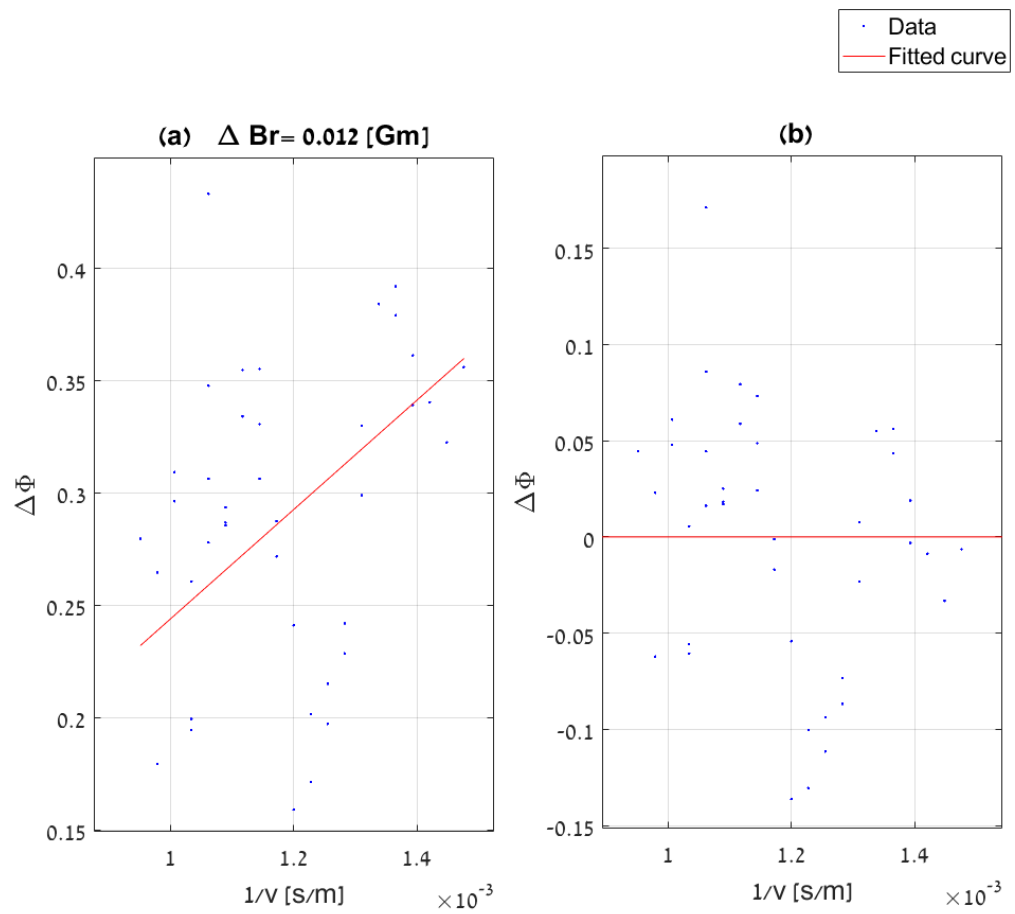 Data
Fitted curve
(a) Δ Br= 0.012 [Gm]
(b)
0.4
0.35
0.3
0.25
0.2
0.15
ΔΦ
1 1.2 1.4
1/v [s/m] ×10⁻³
0.15
0.1
0.05
0
-0.05
-0.1
-0.15
ΔΦ
1 1.2 1.4
1/v [s/m] ×10⁻³